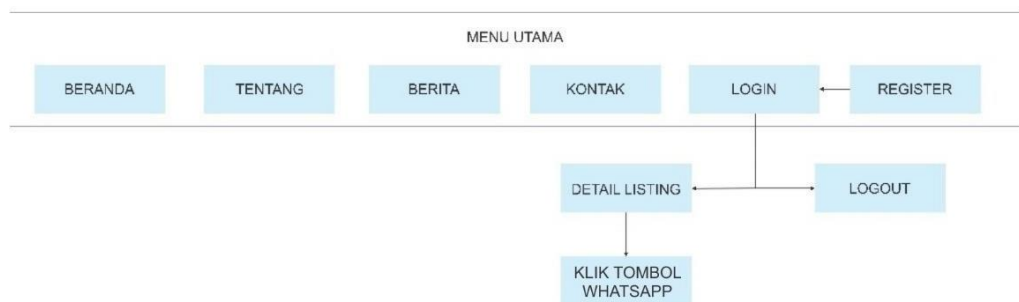 MENU UTAMA
BERANDA
TENTANG
BERITA
KONTAK
LOGIN
REGISTER
DETAIL LISTING
LOGOUT
KLIK TOMBOL
WHATSAPP